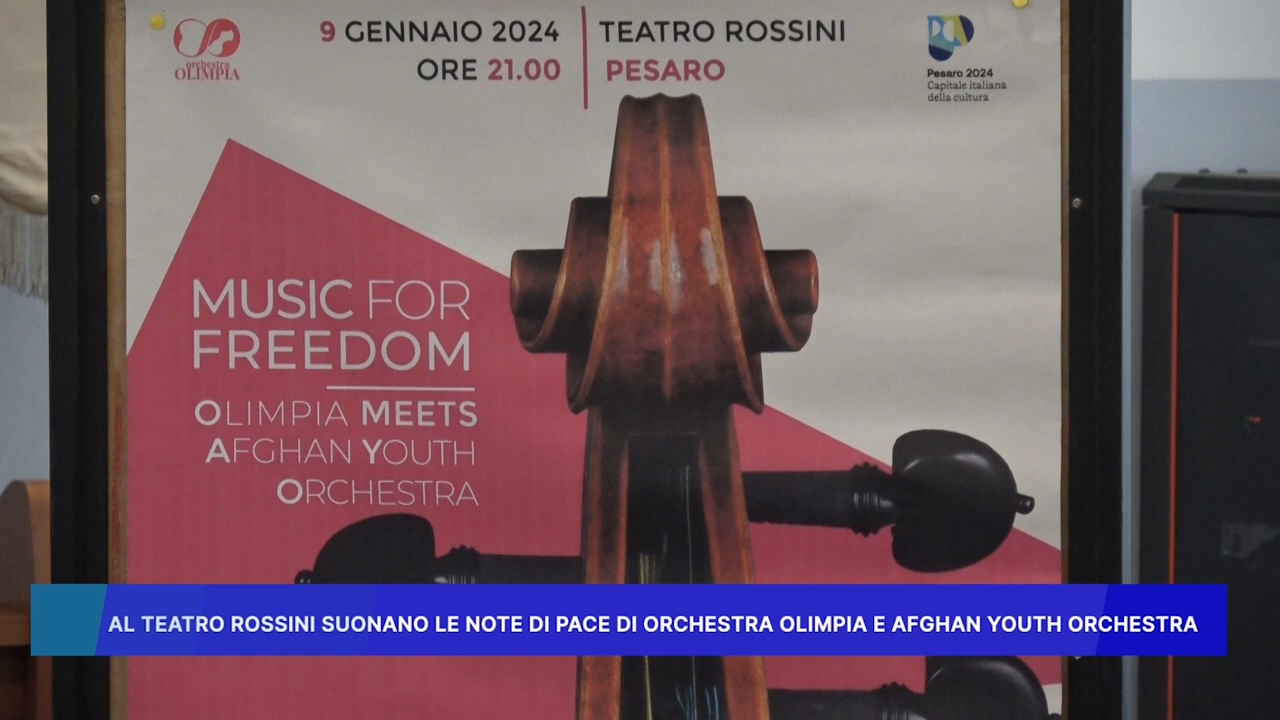 orchestra
OLIMPIA
9 GENNAIO 2024
ORE 21.00
TEATRO ROSSINI
PESARO
Pesaro 2024
Capitale italiana
della cultura
MUSIC FOR
FREEDOM
OLIMPIA MEETS
AFGHAN YOUTH
ORCHESTRA
AL TEATRO ROSSINI SUONANO LE NOTE DI PACE DI ORCHESTRA OLIMPIA E AFGHAN YOUTH ORCHESTRA